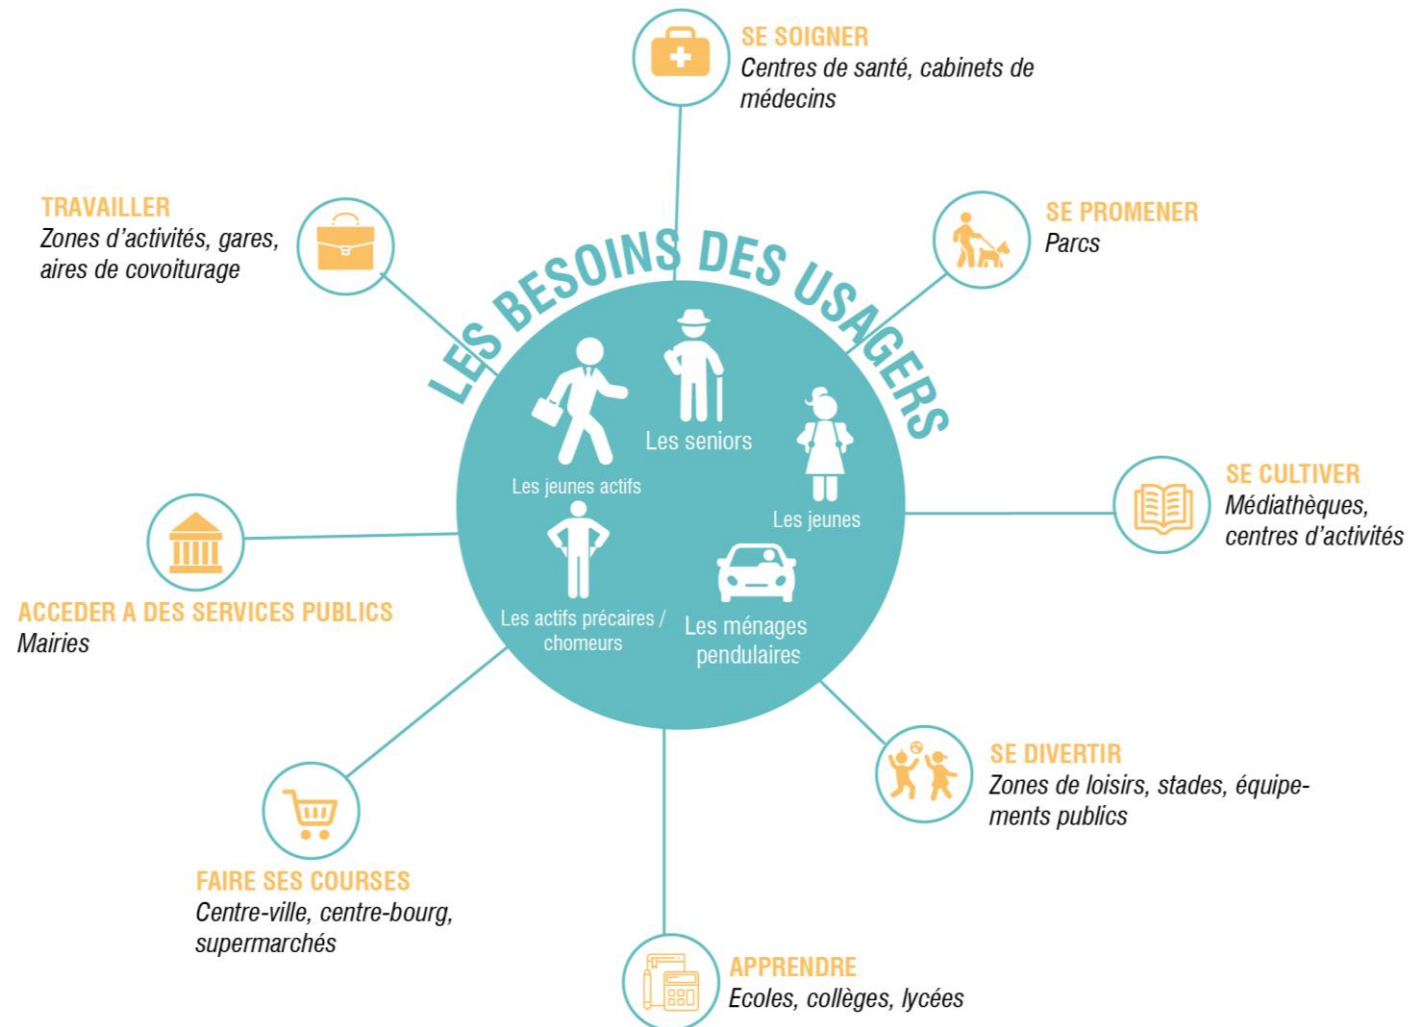 SE SOIGNER
Centres de santé, cabinets de
médecins
TRAVAILLER
Zones d'activités, gares,
aires de covoiturage
SE PROMENER
Parcs
LES BESOINS DES USAGERS
Les seniors
Les jeunes actifs
Les jeunes
SE CULTIVER
Médiathèques,
centres d'activités
ACCEDER A DES SERVICES PUBLICS
Mairies
Les actifs précaires /
chomeurs
Les ménages
pendulaires
SE DIVERTIR
Zones de loisirs, stades, équipe-
ments publics
FAIRE SES COURSES
Centre-ville, centre-bourg,
supermarchés
APPRENDRE
Ecoles, collèges, lycées